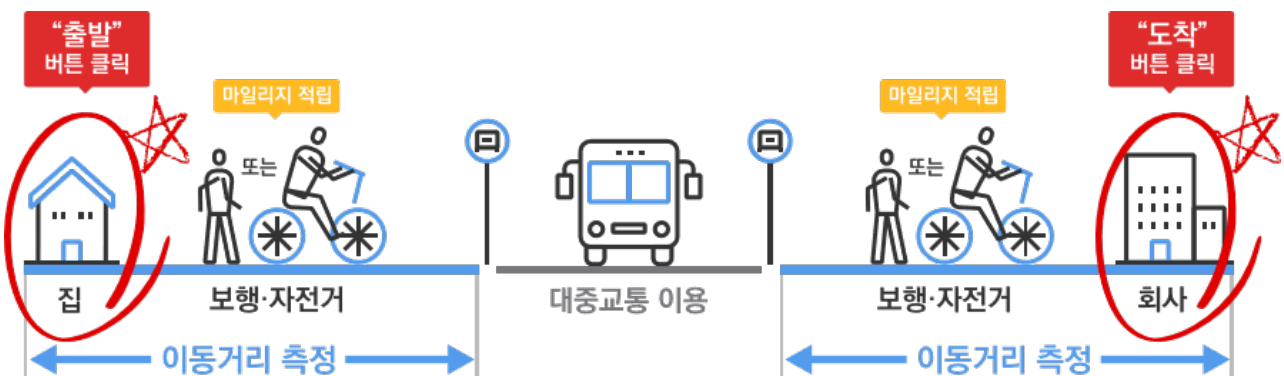 “출발”
버튼 클릭
“도착”
버튼 클릭
마일리지 적립
마일리지 적립
또는
또는
집
보행·자전거
대중교통 이용
보행·자전거
회사
이동거리 측정
이동거리 측정